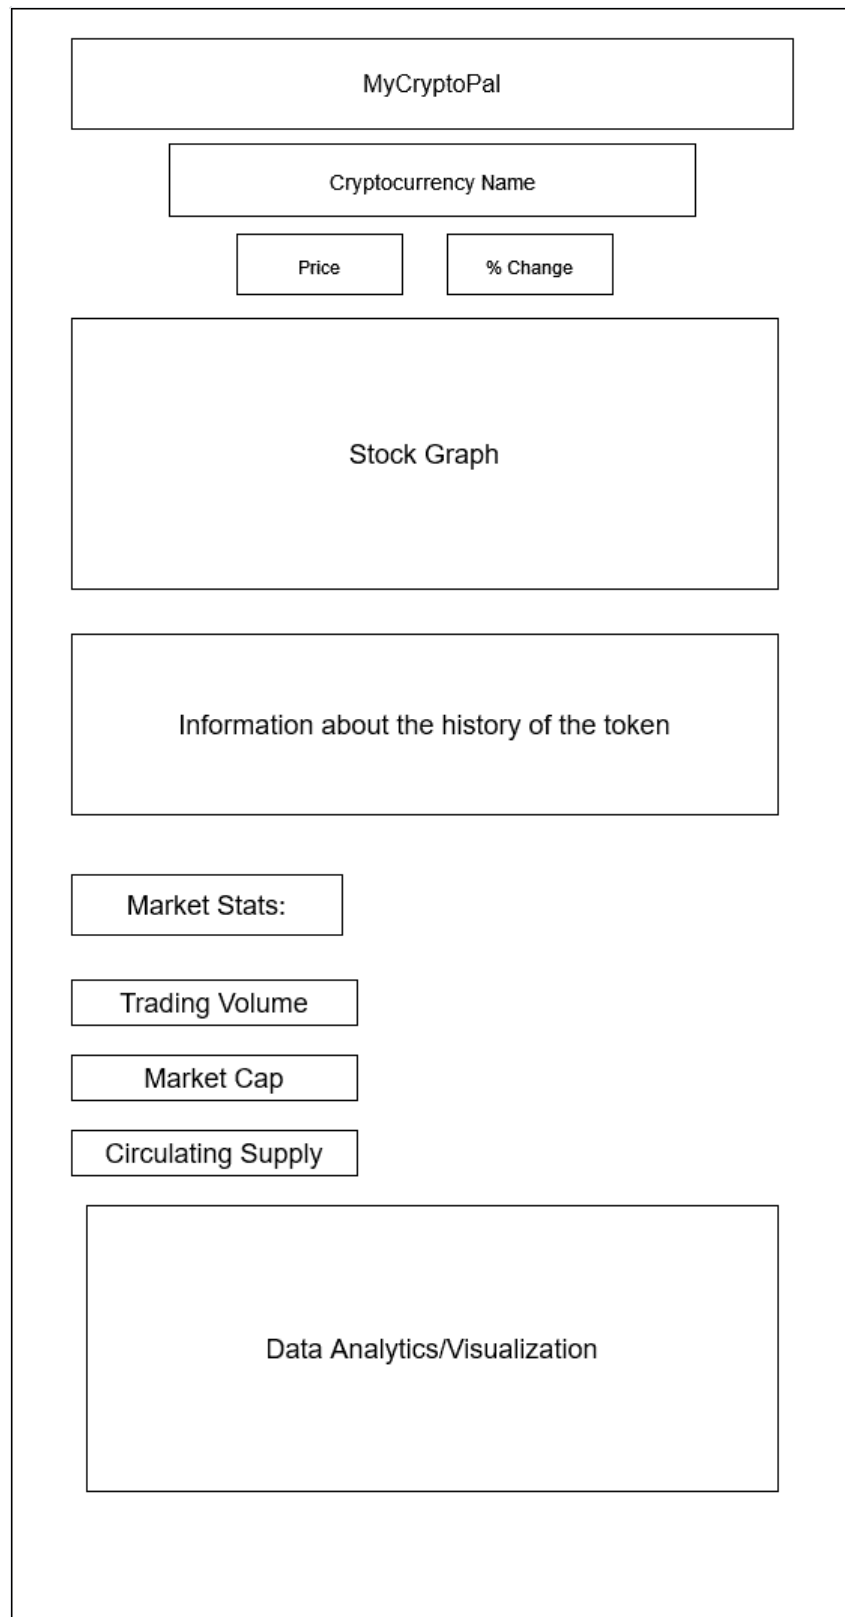 MyCryptoPal
Cryptocurrency Name
Price
% Change
Stock Graph
Information about the history of the token
Market Stats:
Trading Volume
Market Cap
Circulating Supply
Data Analytics/Visualization